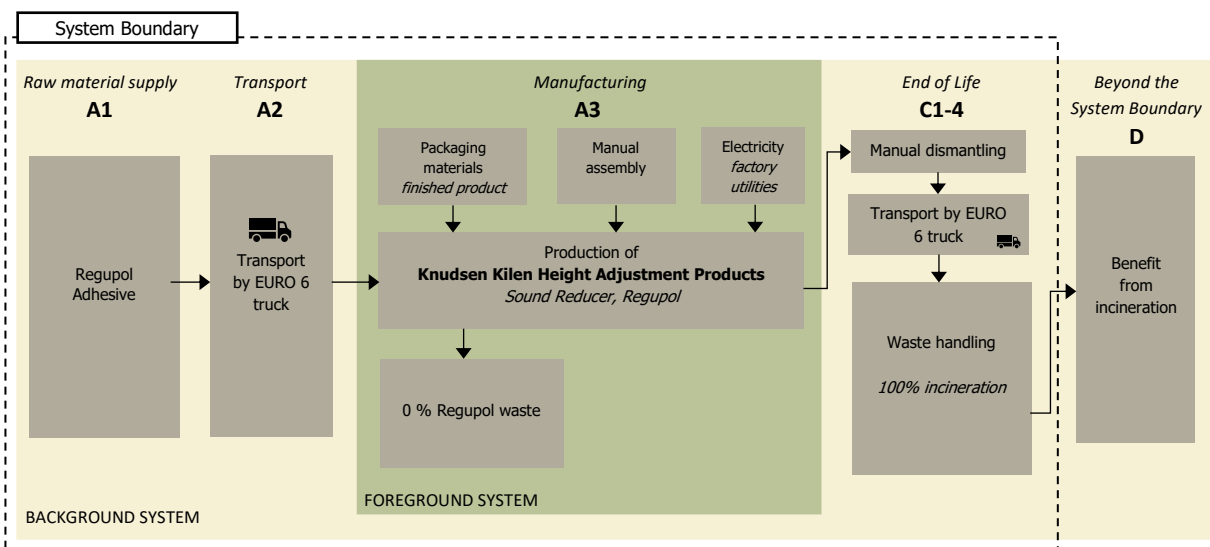 System Boundary
Raw material supply
A1
Regupol
Adhesive
Transport
A2
Transport
by EURO 6
truck
Manufacturing
A3
Packaging
materials
finished product
Manual
assembly
Electricity
factory
utilities
Production of
Knudsen Kilen Height Adjustment Products
Sound Reducer, Regupol
0 % Regupol waste
FOREGROUND SYSTEM
BACKGROUND SYSTEM
End of Life
C1-4
Manual dismantling
Transport by EURO
6 truck
Waste handling
100% incineration
Beyond the
System Boundary
D
Benefit
from
incineration